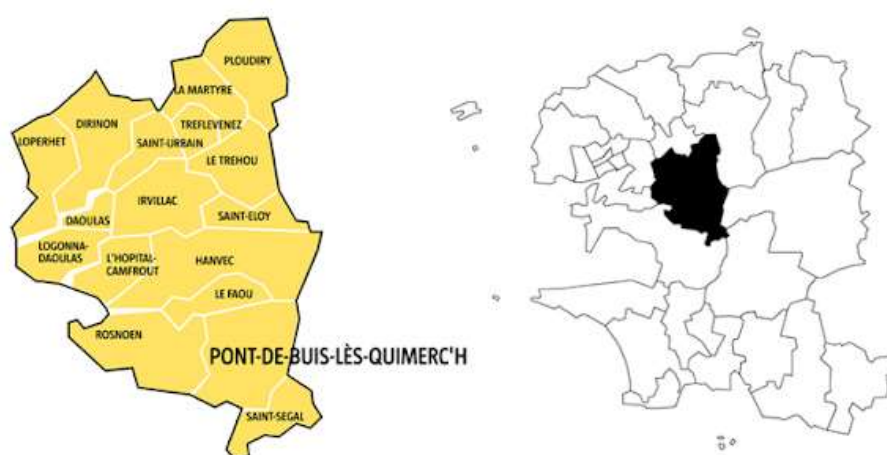 PLOUDIRY
LA MARTYRE
DIRINON
TREFLEVENEZ
LOPERHET
SAINT-URBAIN
LE TREHOU
IRVILLAC
DAOULAS
SAINT-ELOY
LOGONNA-
DAOULAS
L'HOPITAL-
CAMFROUT
HANVEC
LE FAOU
ROSNOEN
PONT-DE-BUIS-LÈS-QUIMERC'H
SAINT-SEGAL